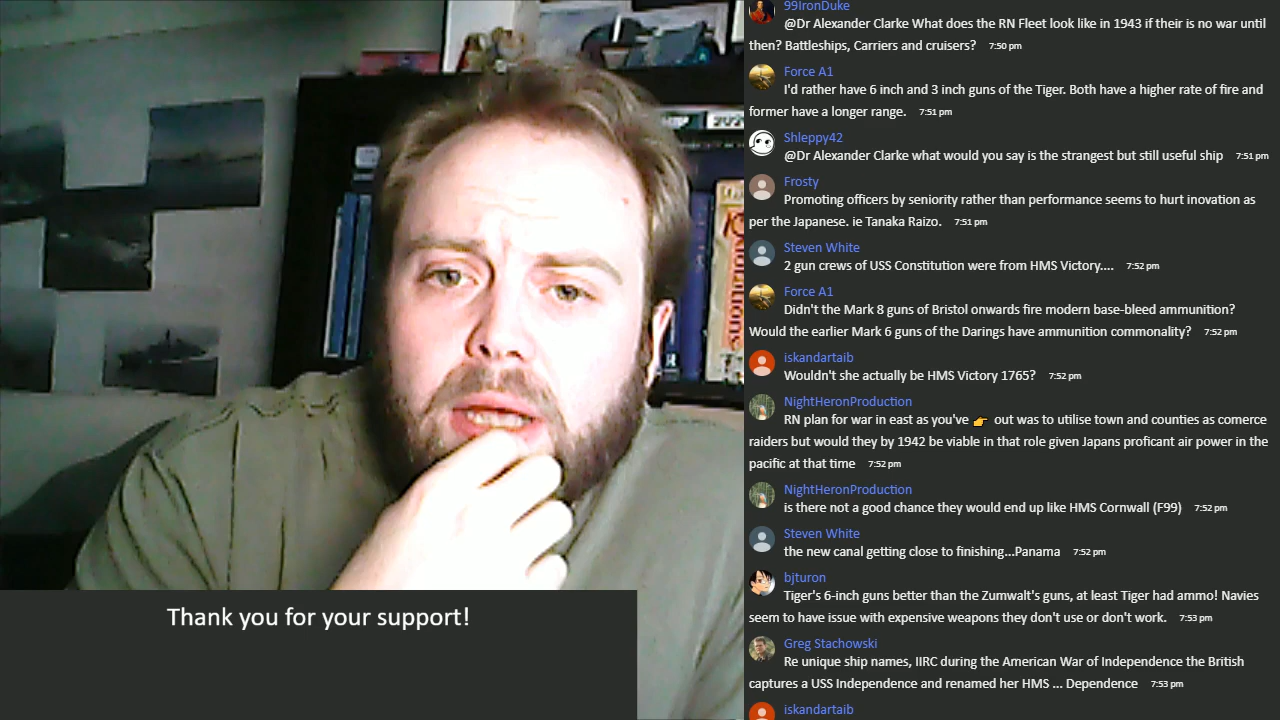 99IronDuke
@Dr Alexander Clarke What does the RN Fleet look like in 1943 if their is no war until
then? Battleships, Carriers and cruisers? 7:50 pm
Force A1
I'd rather have 6 inch and 3 inch guns of the Tiger. Both have a higher rate of fire and
former have a longer range. 7:51 pm
Shleppy42
@Dr Alexander Clarke what would you say is the strangest but still useful ship 7:51 pm
Frosty
Promoting officers by seniority rather than performance seems to hurt inovation as
per the Japanese. ie Tanaka Raizo. 7:51 pm
Steven White
2 gun crews of USS Constitution were from HMS Victory.... 7:52 pm
Force A1
Didn't the Mark 8 guns of Bristol onwards fire modern base-bleed ammunition?
Would the earlier Mark 6 guns of the Darings have ammunition commonality? 7:52 pm
iskandartaib
Wouldn't she actually be HMS Victory 1765? 7:52 pm
NightHeronProduction
RN plan for war in east as you've 👉 out was to utilise town and counties as comerce
raiders but would they by 1942 be viable in that role given Japans proficant air power in the
pacific at that time 7:52 pm
NightHeronProduction
is there not a good chance they would end up like HMS Cornwall (F99) 7:52 pm
Steven White
the new canal getting close to finishing...Panama 7:52 pm
bjturon
Tiger's 6-inch guns better than the Zumwalt's guns, at least Tiger had ammo! Navies
seem to have issue with expensive weapons they don't use or don't work. 7:53 pm
Greg Stachowski
Re unique ship names, IIRC during the American War of Independence the British
captures a USS Independence and renamed her HMS ... Dependence 7:53 pm
iskandartaib
Thank you for your support!